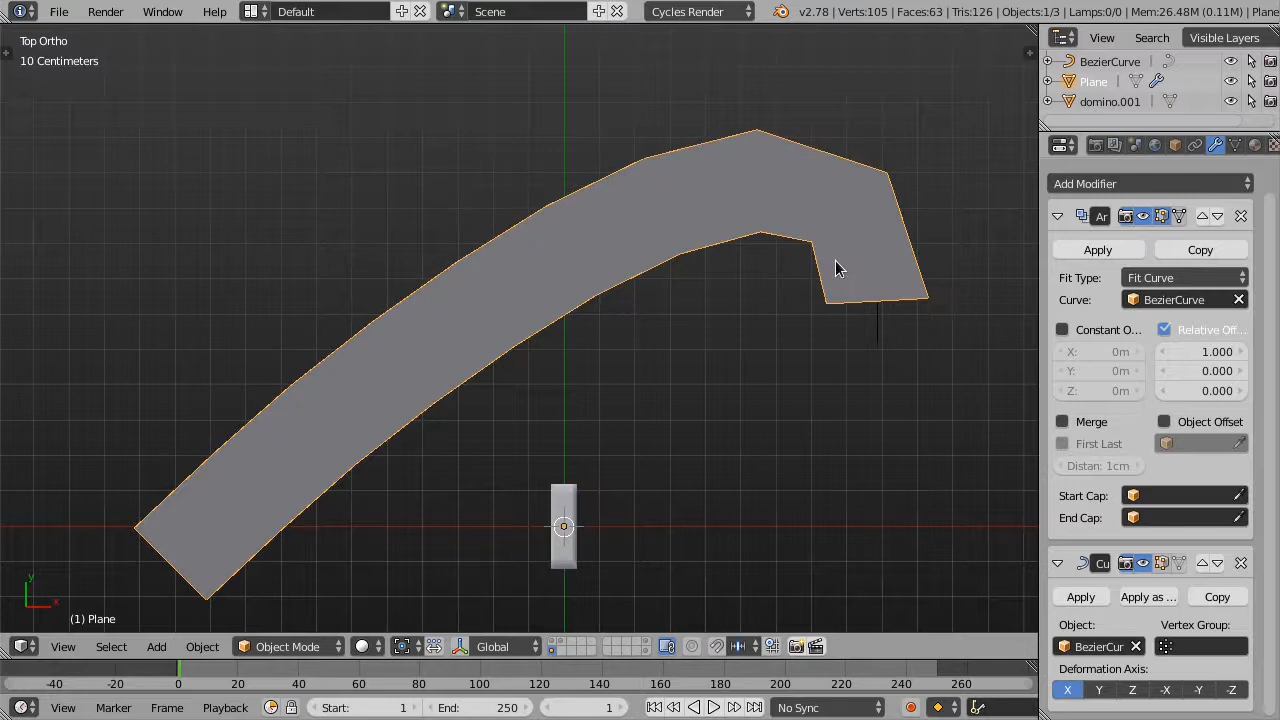 File Render Window Help Default Scene Cycles Render v2.78 | Verts:105 | Faces:63 | Tris:126 | Objects:1/3 | Lamps:0/0 | Mem:26.48M (0.11M) | Plane
Top Ortho
10 Centimeters
View Search Visible Layers
BezierCurve
Plane
domino.001
Add Modifier
Ar
Apply Copy
Fit Type: Fit Curve
Curve: BezierCurve
Constant O... Relative Off...
X: 0m 1.000
Y: 0m 0.000
Z: 0m 0.000
Merge Object Offset
First Last
Distan: 1cm
Start Cap:
End Cap:
Cu
Apply Apply as ... Copy
Object: Vertex Group:
BezierCur
Deformation Axis:
X Y Z -X -Y -Z
y
x
(1) Plane
View Select Add Object Object Mode Global
-40 -20 0 20 40 60 80 100 120 140 160 180 200 220 240 260
View Marker Frame Playback Start: 1 End: 250 1 No Sync